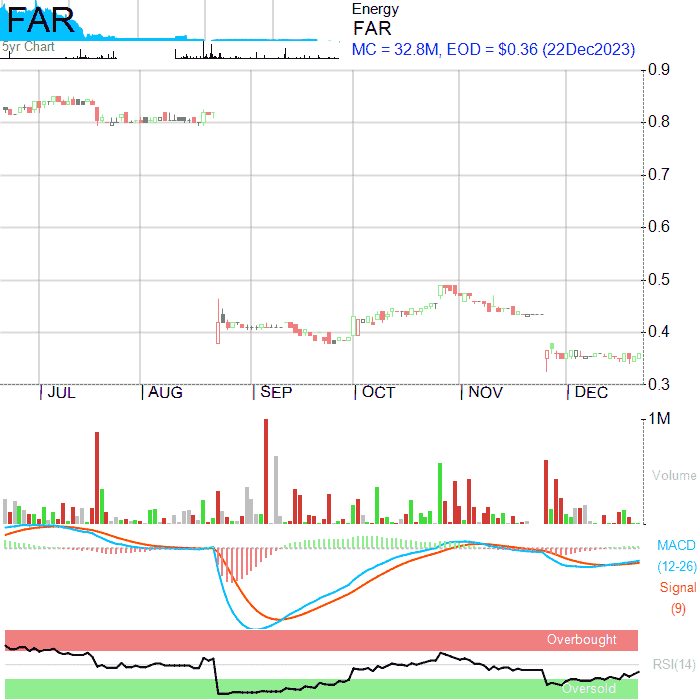 FAR
5yr Chart
Energy
FAR
MC = 32.8M, EOD = $0.36 (22Dec2023)
0.9
0.8
0.7
0.6
0.5
0.4
0.3
JUL AUG SEP OCT NOV DEC
1M
Volume
MACD
(12-26)
Signal
(9)
Overbought
RSI(14)
Oversold